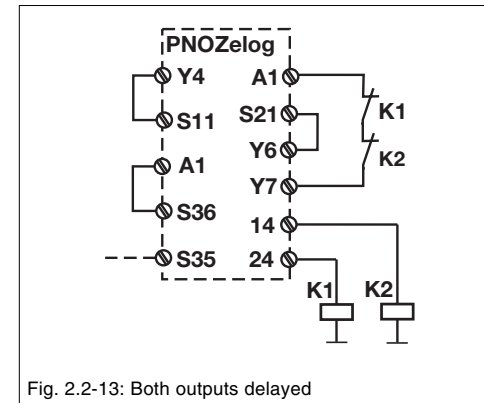 PNOZelog
Y4 A1
S21 K1
S11
Y6 K2
A1
Y7
S36
14
S35 24
K1 K2
Fig. 2.2-13: Both outputs delayed